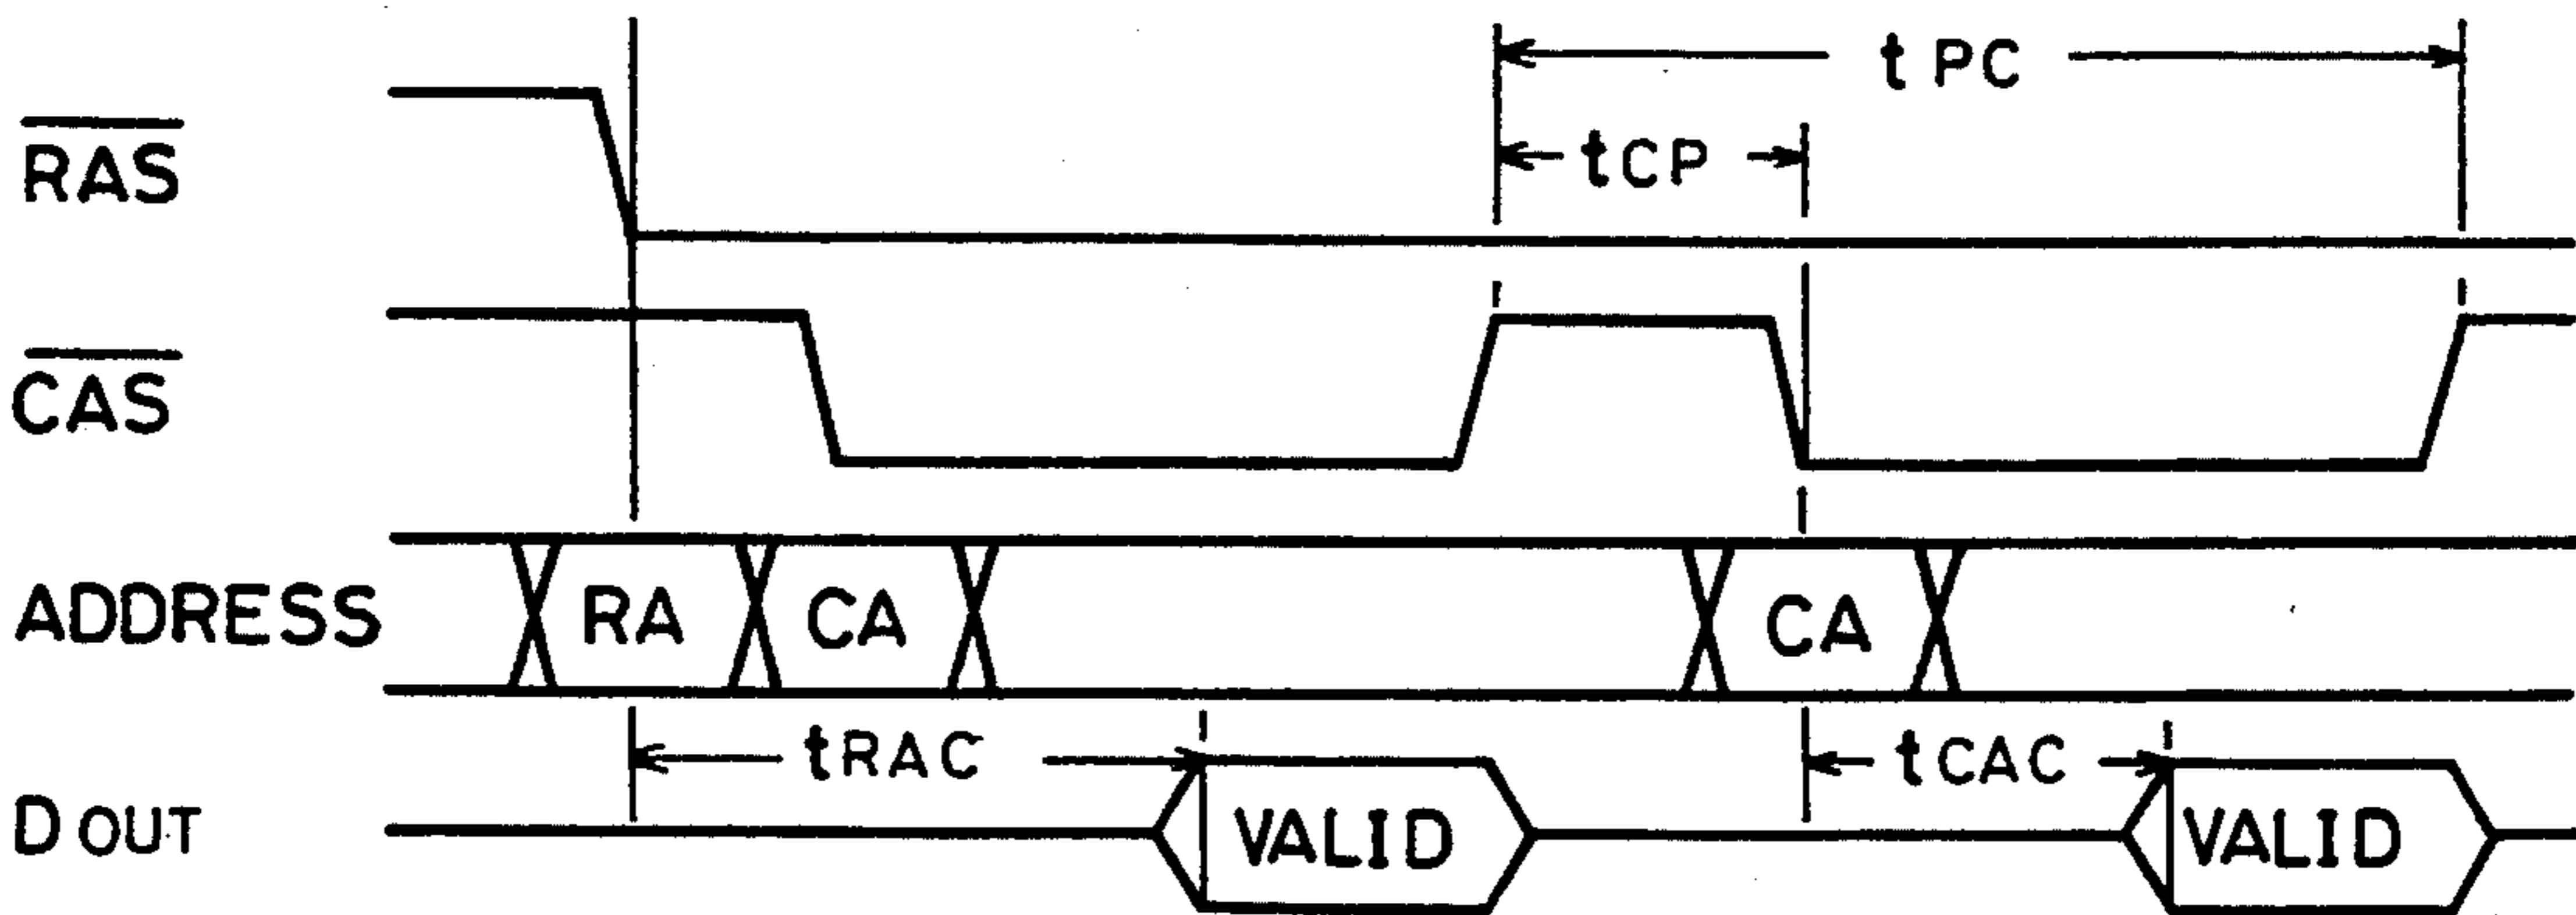 t PC
RAS
tCP
CAS
ADDRESS RA CA CA
tRAC tCAC
D OUT VALID VALID